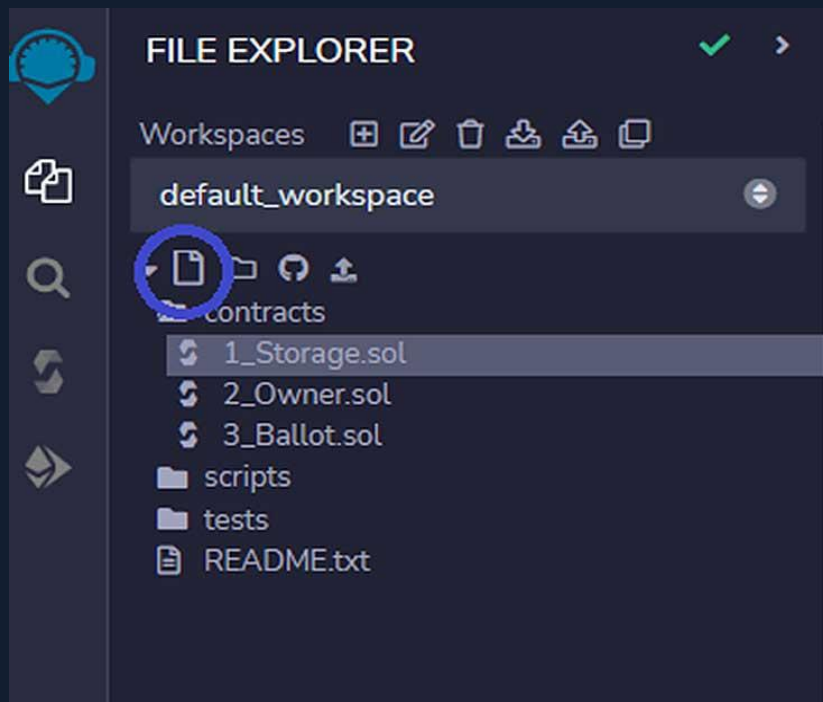 FILE EXPLORER
Workspaces
default_workspace
contracts
1_Storage.sol
2_Owner.sol
3_Ballot.sol
scripts
tests
README.txt